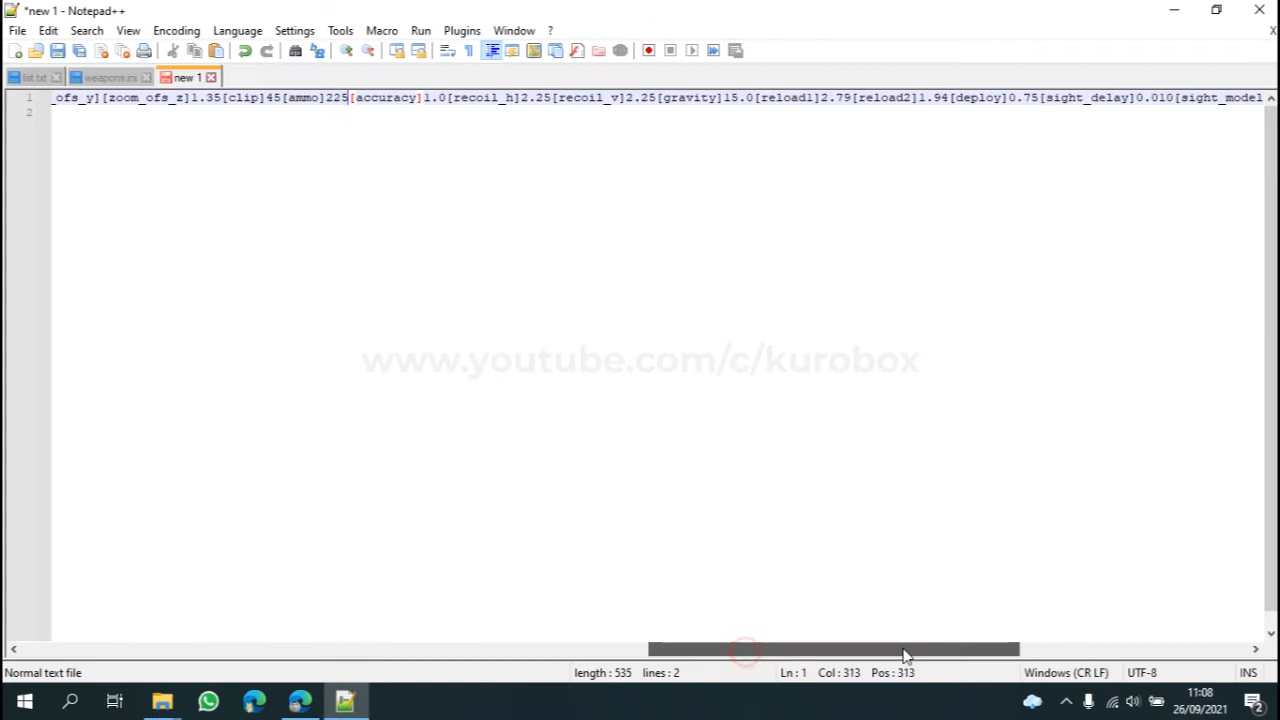 *new 1 - Notepad++
File Edit Search View Encoding Language Settings Tools Macro Run Plugins Window ? X
list.txt weapons.ini new 1
1 _ofs_y][zoom_ofs_z]1.35[clip]45[ammo]225[accuracy]1.0[recoil_h]2.25[recoil_v]2.25[gravity]15.0[reload1]2.79[reload2]1.94[deploy]0.75[sight_delay]0.010[sight_model
2
www.youtube.com/c/kurobox
Normal text file length : 535 lines : 2 Ln : 1 Col : 313 Pos : 313 Windows (CR LF) UTF-8 INS
11:08
26/09/2021
2